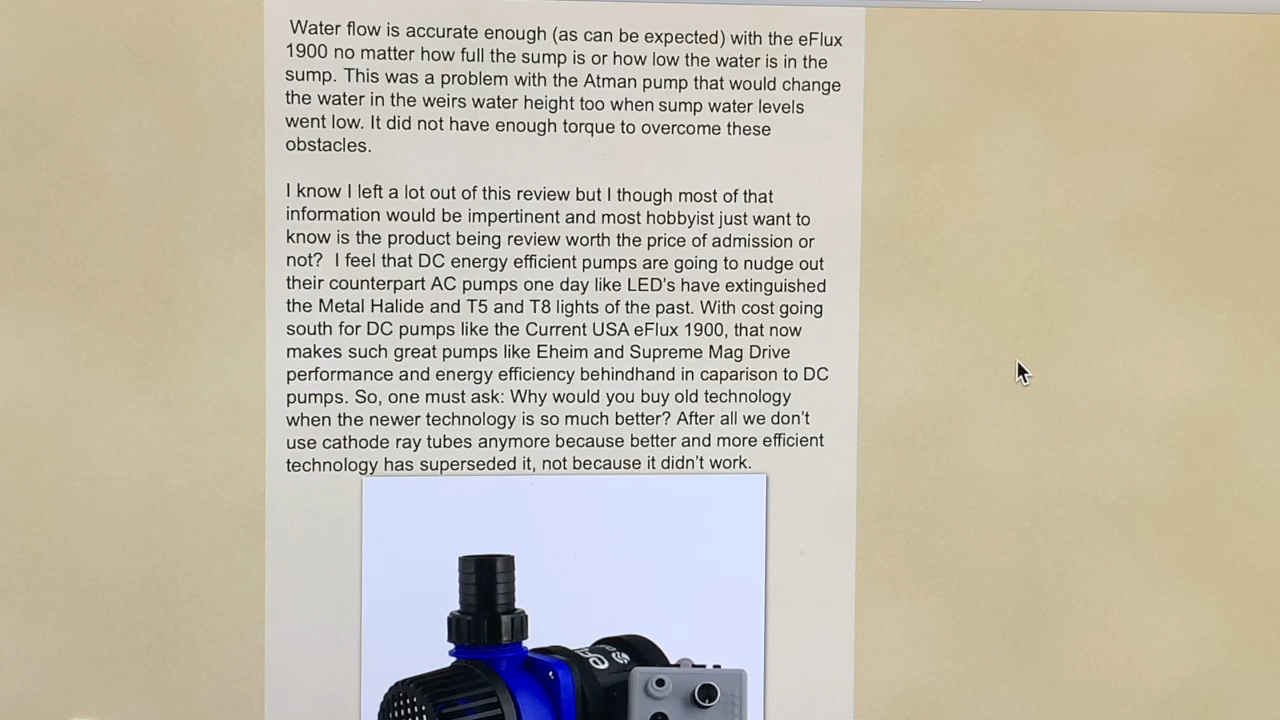 Water flow is accurate enough (as can be expected) with the eFlux
1900 no matter how full the sump is or how low the water is in the
sump. This was a problem with the Atman pump that would change
the water in the weirs water height too when sump water levels
went low. It did not have enough torque to overcome these
obstacles.
I know I left a lot out of this review but I though most of that
information would be impertinent and most hobbyist just want to
know is the product being review worth the price of admission or
not?  I feel that DC energy efficient pumps are going to nudge out
their counterpart AC pumps one day like LED's have extinguished
the Metal Halide and T5 and T8 lights of the past. With cost going
south for DC pumps like the Current USA eFlux 1900, that now
makes such great pumps like Eheim and Supreme Mag Drive
performance and energy efficiency behindhand in caparison to DC
pumps. So, one must ask: Why would you buy old technology
when the newer technology is so much better? After all we don't
use cathode ray tubes anymore because better and more efficient
technology has superseded it, not because it didn't work.